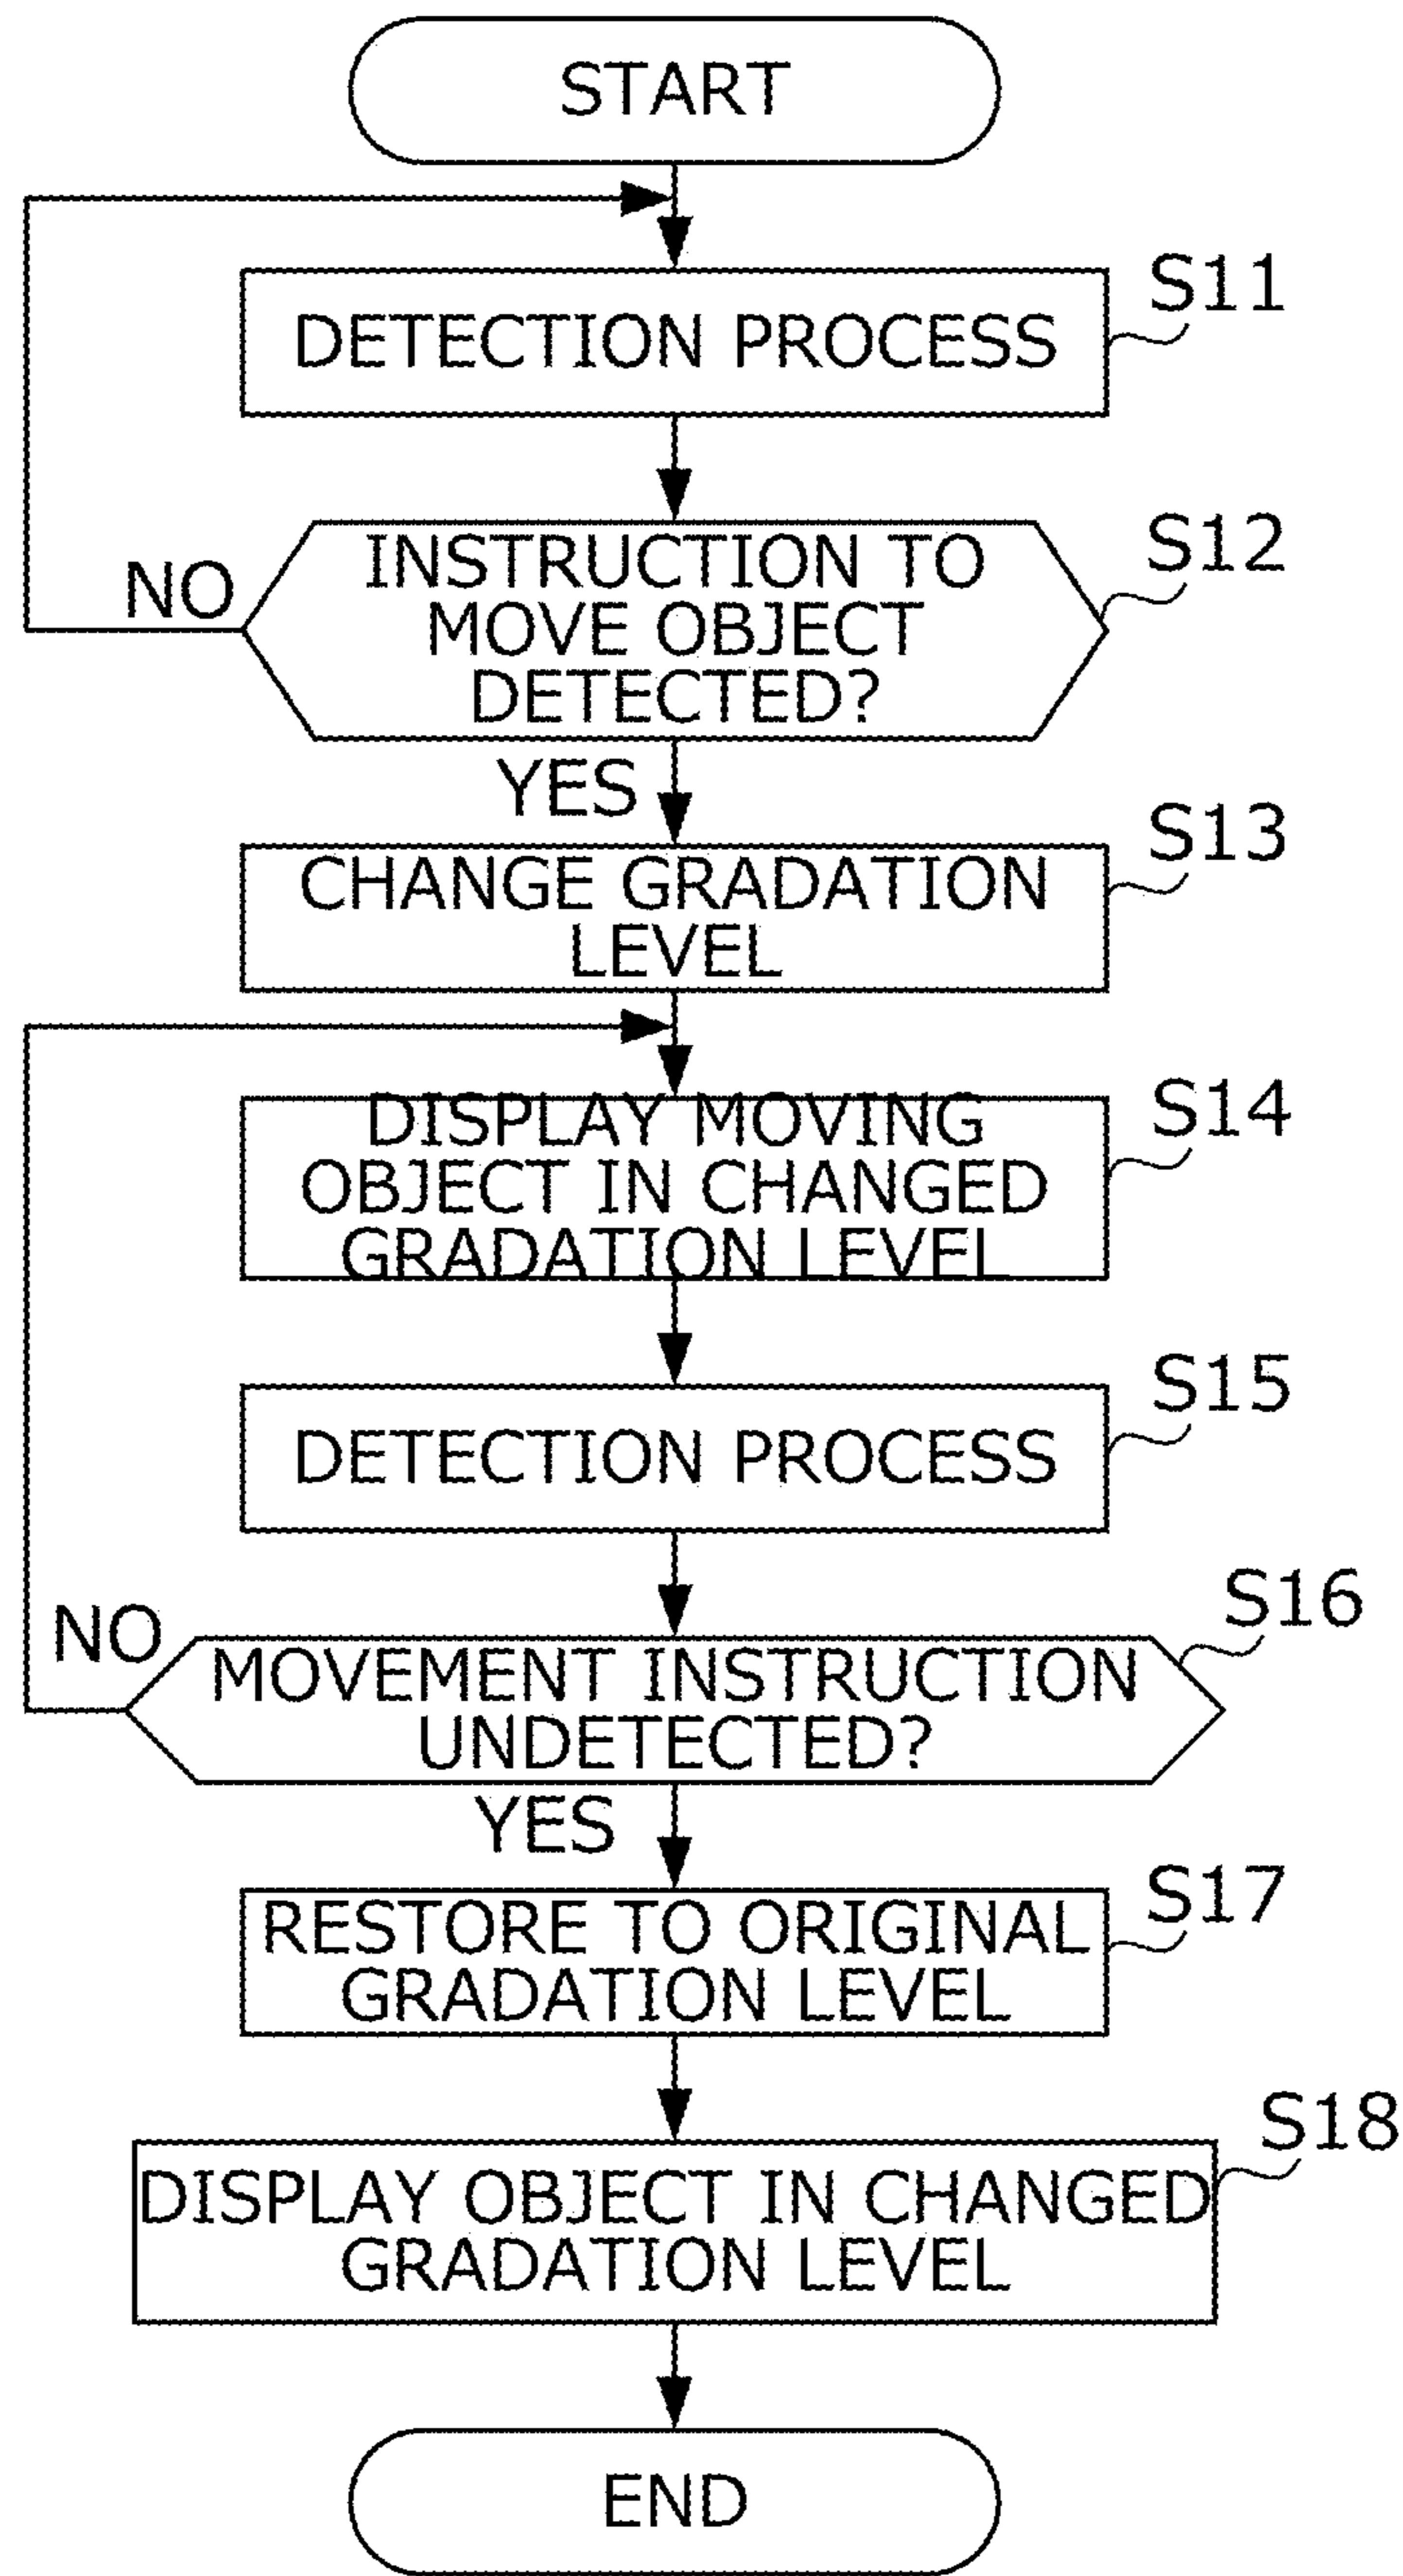 START
S11
DETECTION PROCESS
S12
INSTRUCTION TO
MOVE OBJECT
DETECTED?
NO
YES
S13
CHANGE GRADATION
LEVEL
S14
DISPLAY MOVING
OBJECT IN CHANGED
GRADATION LEVEL
S15
DETECTION PROCESS
S16
NO
MOVEMENT INSTRUCTION
UNDETECTED?
YES
S17
RESTORE TO ORIGINAL
GRADATION LEVEL
S18
DISPLAY OBJECT IN CHANGED
GRADATION LEVEL
END